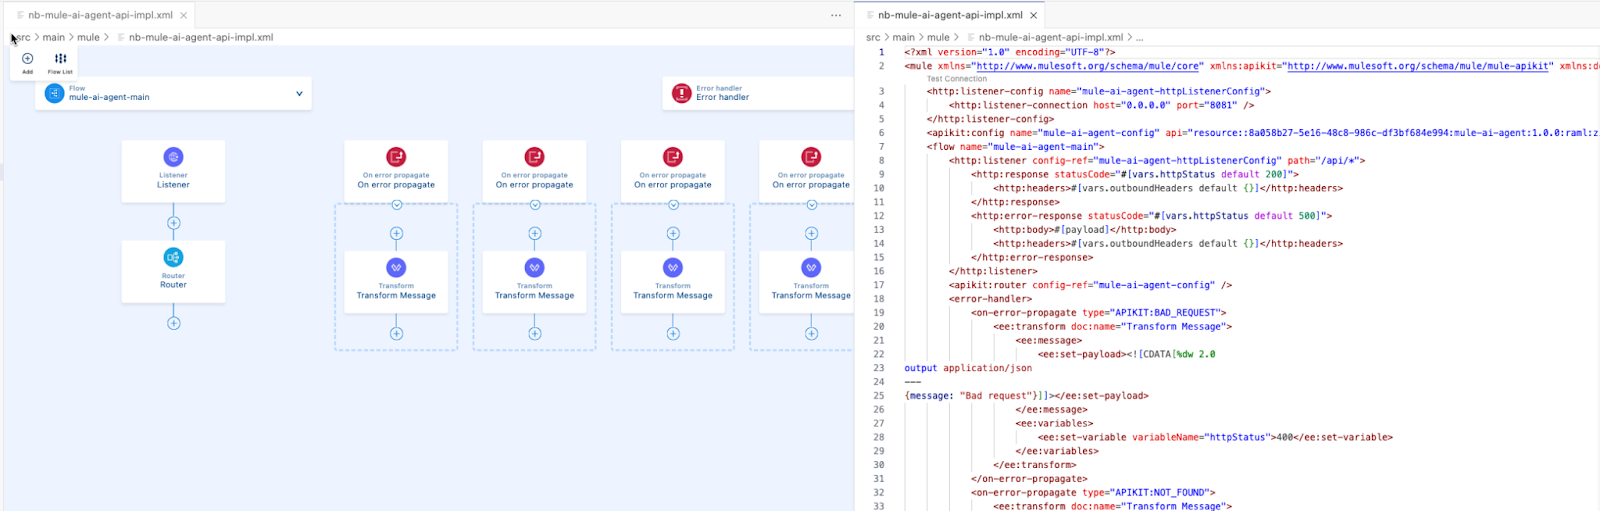 nb-mule-ai-agent-api-impl.xml
src > main > mule > nb-mule-ai-agent-api-impl.xml
Add
Flow List
Flow
mule-ai-agent-main
Error handler
Error handler
Listener
Listener
Router
Router
On error propagate
On error propagate
Transform
Transform Message
On error propagate
On error propagate
Transform
Transform Message
On error propagate
On error propagate
Transform
Transform Message
On error propagate
On error propagate
Transform
Transform Message
nb-mule-ai-agent-api-impl.xml
src > main > mule > nb-mule-ai-agent-api-impl.xml > ...
1 <?xml version="1.0" encoding="UTF-8"?>
2 <mule xmlns="http://www.mulesoft.org/schema/mule/core" xmlns:apikit="http://www.mulesoft.org/schema/mule/mule-apikit" xmlns:d
Test Connection
3 <http:listener-config name="mule-ai-agent-httpListenerConfig">
4 <http:listener-connection host="0.0.0.0" port="8081" />
5 </http:listener-config>
6 <apikit:config name="mule-ai-agent-config" api="resource::8a058b27-5e16-48c8-986c-df3bf684e994:mule-ai-agent:1.0.0:raml:z
7 <flow name="mule-ai-agent-main">
8 <http:listener config-ref="mule-ai-agent-httpListenerConfig" path="/api/*">
9 <http:response statusCode="#[vars.httpStatus default 200]">
10 <http:headers>#[vars.outboundHeaders default {}]</http:headers>
11 </http:response>
12 <http:error-response statusCode="#[vars.httpStatus default 500]">
13 <http:body>#[payload]</http:body>
14 <http:headers>#[vars.outboundHeaders default {}]</http:headers>
15 </http:error-response>
16 </http:listener>
17 <apikit:router config-ref="mule-ai-agent-config" />
18 <error-handler>
19 <on-error-propagate type="APIKIT:BAD_REQUEST">
20 <ee:transform doc:name="Transform Message">
21 <ee:message>
22 <ee:set-payload><![CDATA[%dw 2.0
23 output application/json
24 ---
25 {message: "Bad request"}]]></ee:set-payload>
26 </ee:message>
27 <ee:variables>
28 <ee:set-variable variableName="httpStatus">400</ee:set-variable>
29 </ee:variables>
30 </ee:transform>
31 </on-error-propagate>
32 <on-error-propagate type="APIKIT:NOT_FOUND">
33 <ee:transform doc:name="Transform Message">